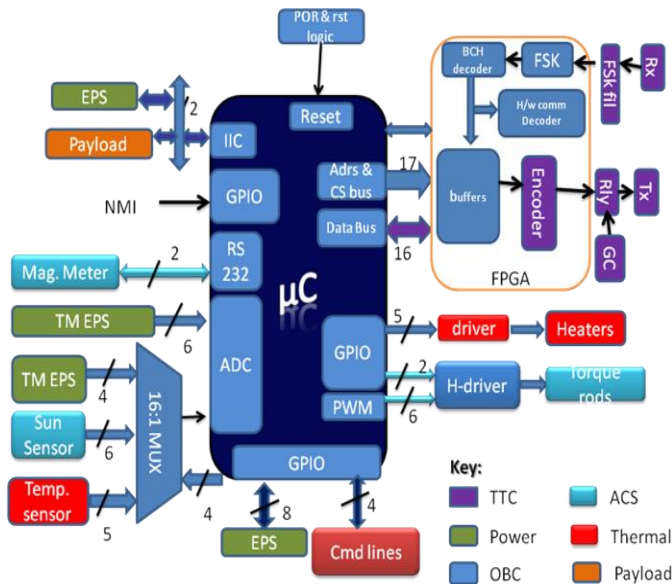 POR & rst
logic
BCH
decoder
FSK
FSK fil
Rx
H/w comm
Decoder
EPS
2
Payload
IIC
Reset
17
Adrs &
CS bus
buffers
Encoder
Rly
Tx
NMI
GPIO
Data Bus
16
FPGA
GC
RS
232
Mag. Meter
2
µC
TM EPS
6
ADC
5
GPIO
driver
Heaters
TM EPS
4
16:1 MUX
2
H-driver
Torque
rods
PWM
6
Sun
Sensor
6
GPIO
Temp.
sensor
5
4
8
4
EPS
Cmd lines
Key:
TTC
ACS
Power
Thermal
OBC
Payload